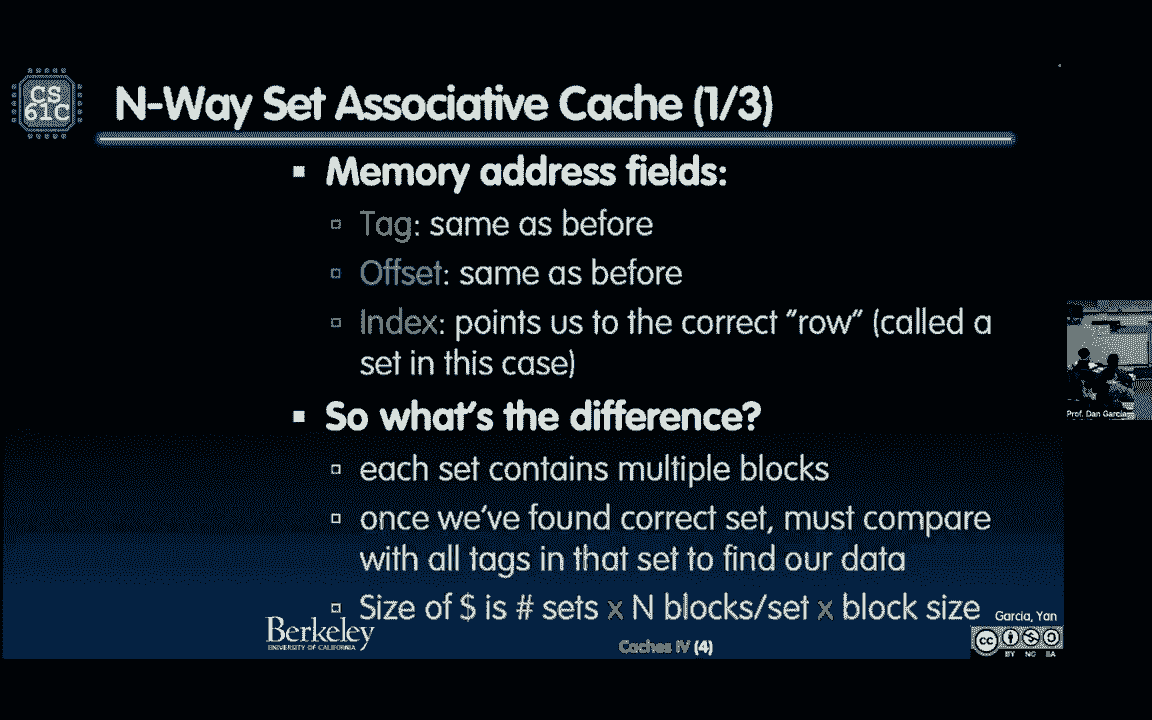 CS
61C
N-Way Set Associative Cache (1/3)
Memory address fields:
Tag: same as before
Offset: same as before
Index: points us to the correct "row" (called a
set in this case)
So what's the difference?
each set contains multiple blocks
once we've found correct set, must compare
with all tags in that set to find our data
Size of $ is # sets x N blocks/set x block size
Prof. Dan Garcia
Garcia, Yan
Berkeley
UNIVERSITY OF CALIFORNIA
Caches IV (4)
cc
BY NC SA